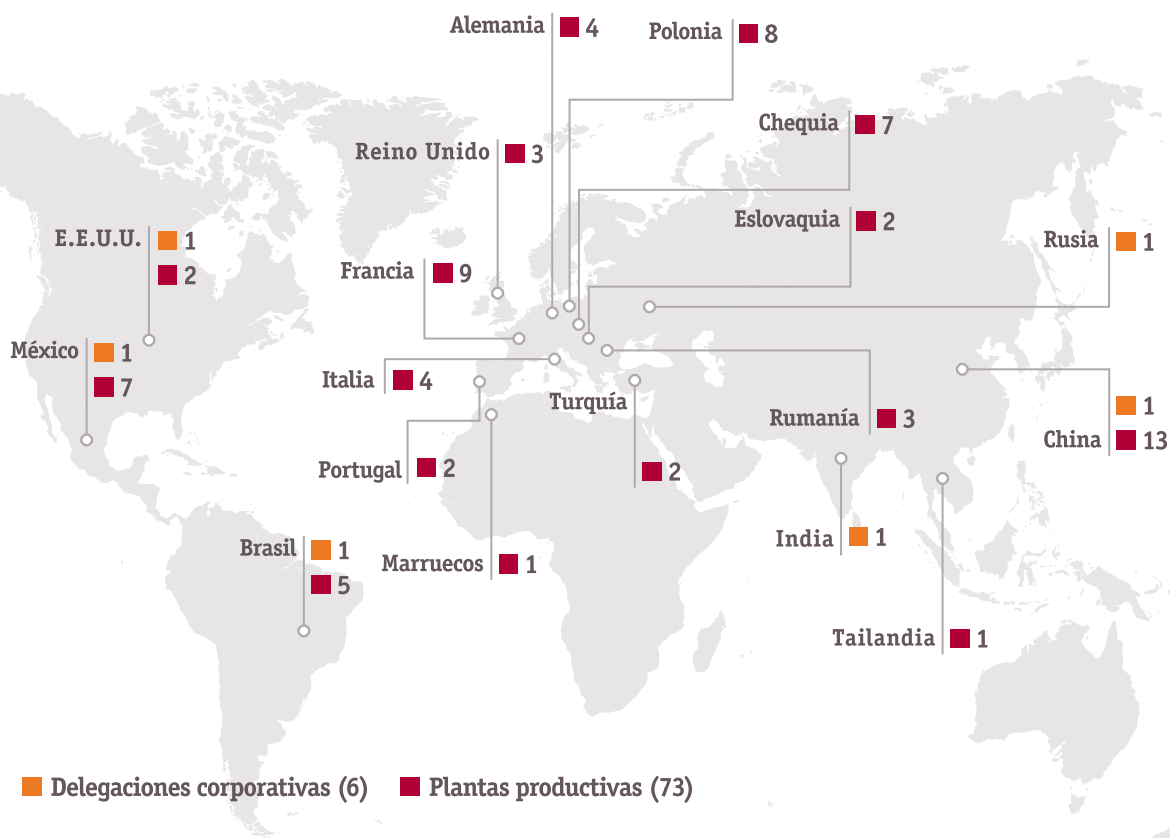 Alemania 4
Polonia 8
Chequia 7
Reino Unido 3
Eslovaquia 2
E.E.U.U. 1
2
Rusia 1
Francia 9
México 1
7
Italia 4
Turquía
2
Rumanía 3
1
China 13
Portugal 2
India 1
Brasil 1
5
Marruecos 1
Tailandia 1
Delegaciones corporativas (6)
Plantas productivas (73)